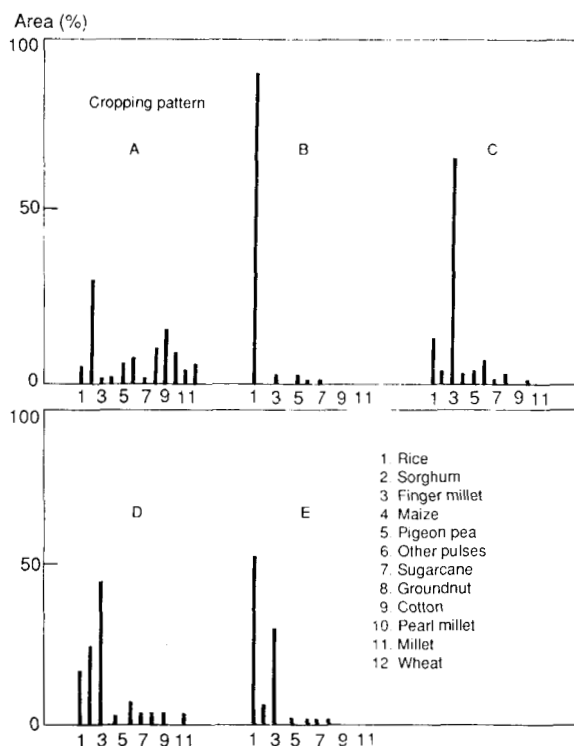 Area (%)
100
Cropping pattern
A B C
50
0
1 3 5 7 9 11 1 3 5 7 9 11 1 3 5 7 9 11
100
D E
50
0
1 3 5 7 9 11 1 3 5 7 9 11
1 Rice
2 Sorghum
3 Finger millet
4 Maize
5 Pigeon pea
6 Other pulses
7 Sugarcane
8 Groundnut
9 Cotton
10 Pearl millet
11 Millet
12 Wheat